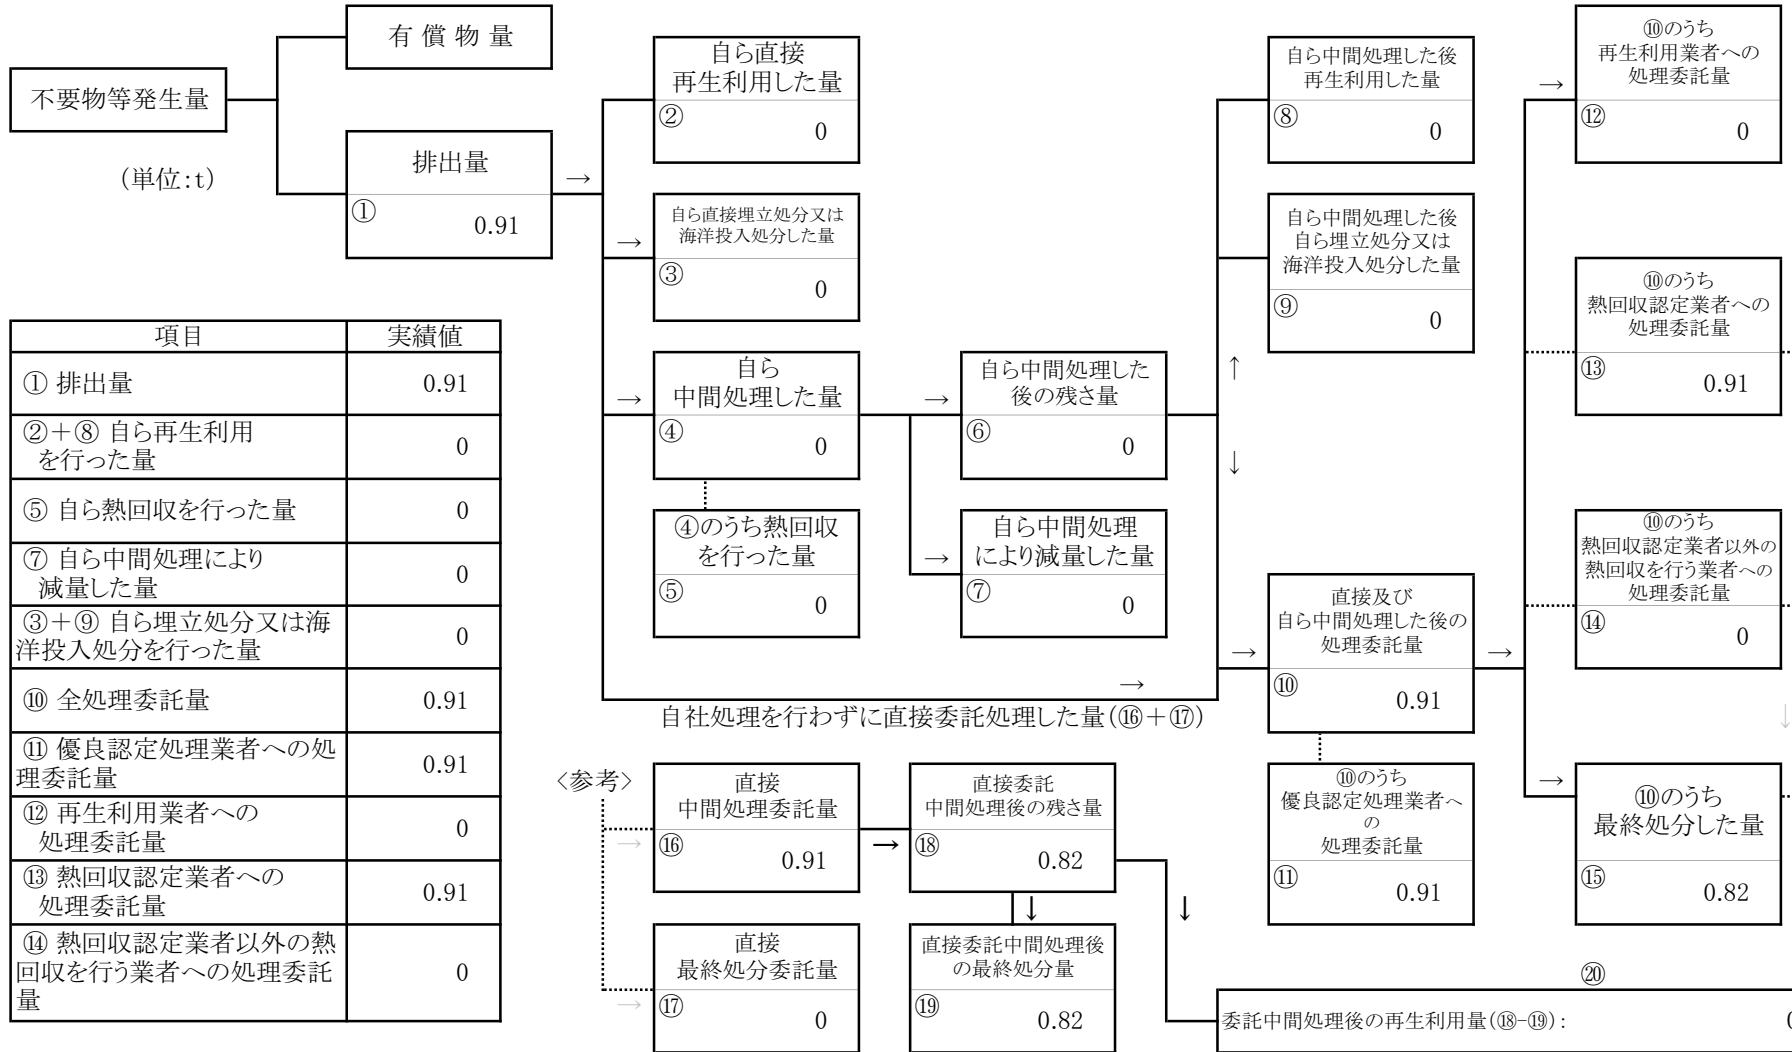 有 償 物 量
不要物等発生量
(単位:t)
排出量
①
0.91
→
自ら直接
再生利用した量
②
0
→
自ら直接埋立処分又は
海洋投入処分した量
③
0
→
自ら
中間処理した量
④
0
④のうち熱回収
を行った量
⑤
0
→
自ら中間処理した
後の残さ量
⑥
0
→
自ら中間処理
により減量した量
⑦
0
↑
↓
自ら中間処理した後
再生利用した量
⑧
0
自ら中間処理した後
自ら埋立処分又は
海洋投入処分した量
⑨
0
→
自社処理を行わずに直接委託処理した量(⑯+⑰)
→
直接及び
自ら中間処理した後の
処理委託量
⑩
0.91
→
⑩のうち
優良認定処理業者へ
の
処理委託量
⑪
0.91
→
⑩のうち
再生利用業者への
処理委託量
⑫
0
⑩のうち
熱回収認定業者への
処理委託量
⑬
0.91
⑩のうち
熱回収認定業者以外の
熱回収を行う業者への
処理委託量
⑭
0
↓
→
⑩のうち
最終処分した量
⑮
0.82
項目 実績値
① 排出量 0.91
②+⑧ 自ら再生利用
を行った量 0
⑤ 自ら熱回収を行った量 0
⑦ 自ら中間処理により
減量した量 0
③+⑨ 自ら埋立処分又は海
洋投入処分を行った量 0
⑩ 全処理委託量 0.91
⑪ 優良認定処理業者への処
理委託量 0.91
⑫ 再生利用業者への
処理委託量 0
⑬ 熱回収認定業者への
処理委託量 0.91
⑭ 熱回収認定業者以外の熱
回収を行う業者への処理委託
量 0
<参考>
→
直接
中間処理委託量
⑯
0.91
→
直接委託
中間処理後の残さ量
⑱
0.82
→
直接
最終処分委託量
⑰
0
↓
直接委託中間処理後
の最終処分量
⑲
0.82
↓
⑳
委託中間処理後の再生利用量(⑱-⑲): 0